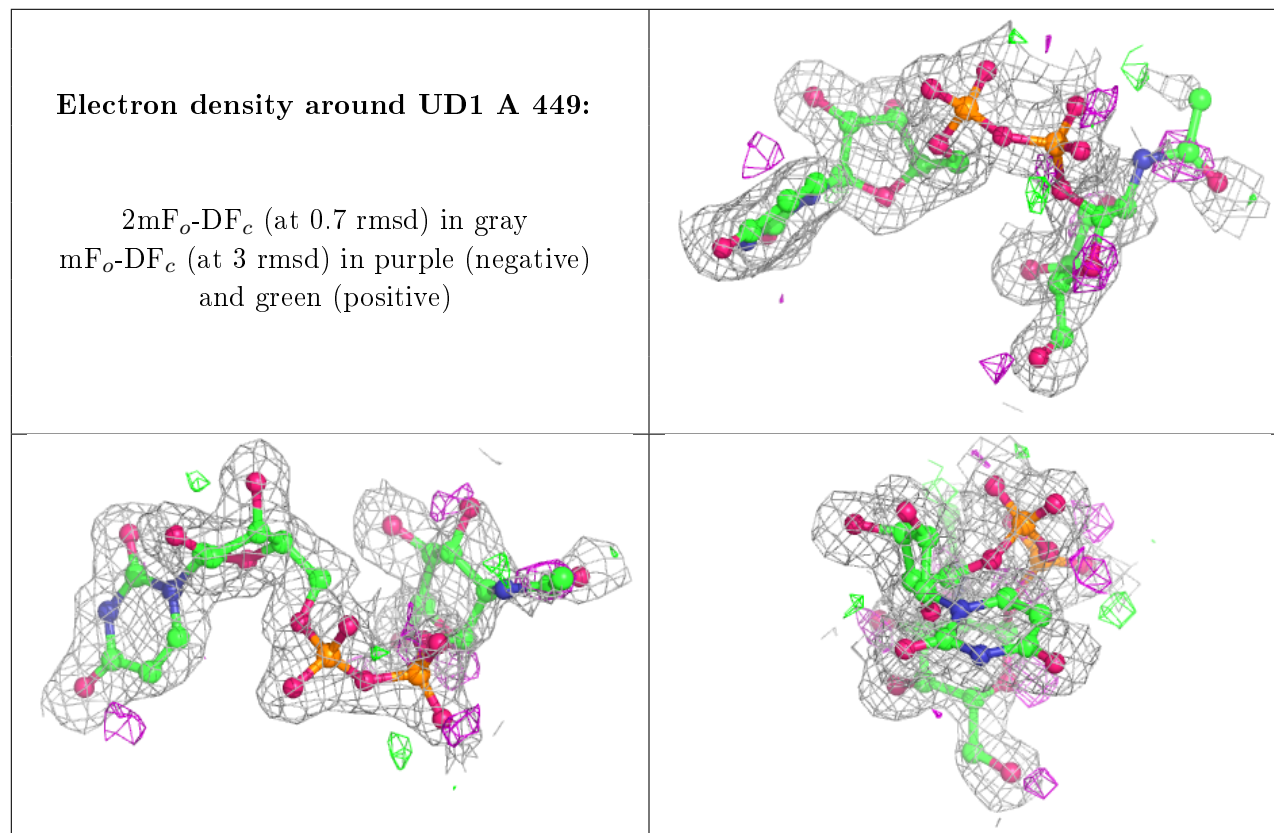 Electron density around UD1 A 449:
2mFo-DFc (at 0.7 rmsd) in gray
mFo-DFc (at 3 rmsd) in purple (negative)
and green (positive)